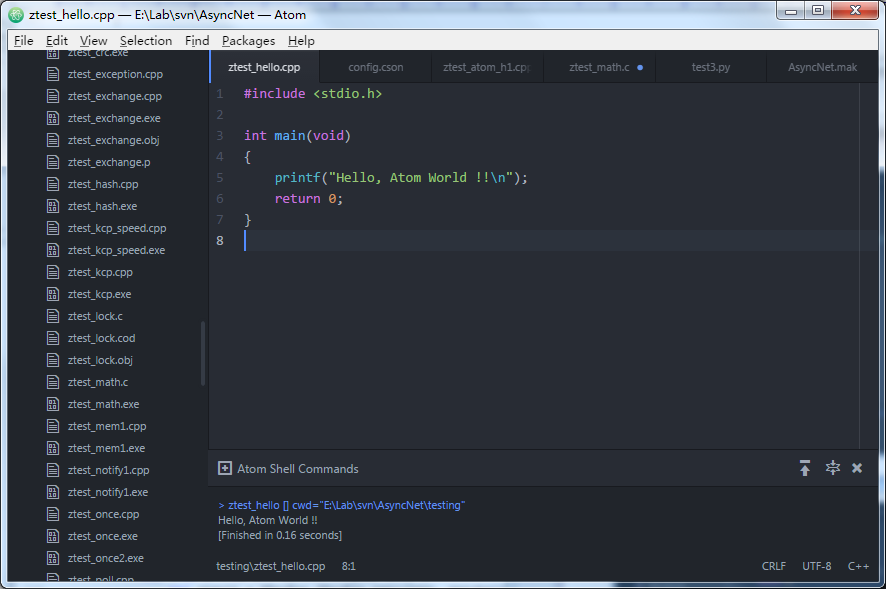 ztest_hello.cpp — E:\Lab\svn\AsyncNet — Atom
File Edit View Selection Find Packages Help
ztest_crc.exe
ztest_exception.cpp
ztest_exchange.cpp
ztest_exchange.exe
ztest_exchange.obj
ztest_exchange.p
ztest_hash.cpp
ztest_hash.exe
ztest_kcp_speed.cpp
ztest_kcp_speed.exe
ztest_kcp.cpp
ztest_kcp.exe
ztest_lock.c
ztest_lock.cod
ztest_lock.obj
ztest_math.c
ztest_math.exe
ztest_mem1.cpp
ztest_mem1.exe
ztest_notify1.cpp
ztest_notify1.exe
ztest_once.cpp
ztest_once.exe
ztest_once2.exe
ztest_poll.cpp
ztest_hello.cpp config.cson ztest_atom_h1.cpp ztest_math.c test3.py AsyncNet.mak
1 #include <stdio.h>
2
3 int main(void)
4 {
5 printf("Hello, Atom World !!\n");
6 return 0;
7 }
8
Atom Shell Commands
> ztest_hello [] cwd="E:\Lab\svn\AsyncNet\testing"
Hello, Atom World !!
[Finished in 0.16 seconds]
testing\ztest_hello.cpp 8:1 CRLF UTF-8 C++